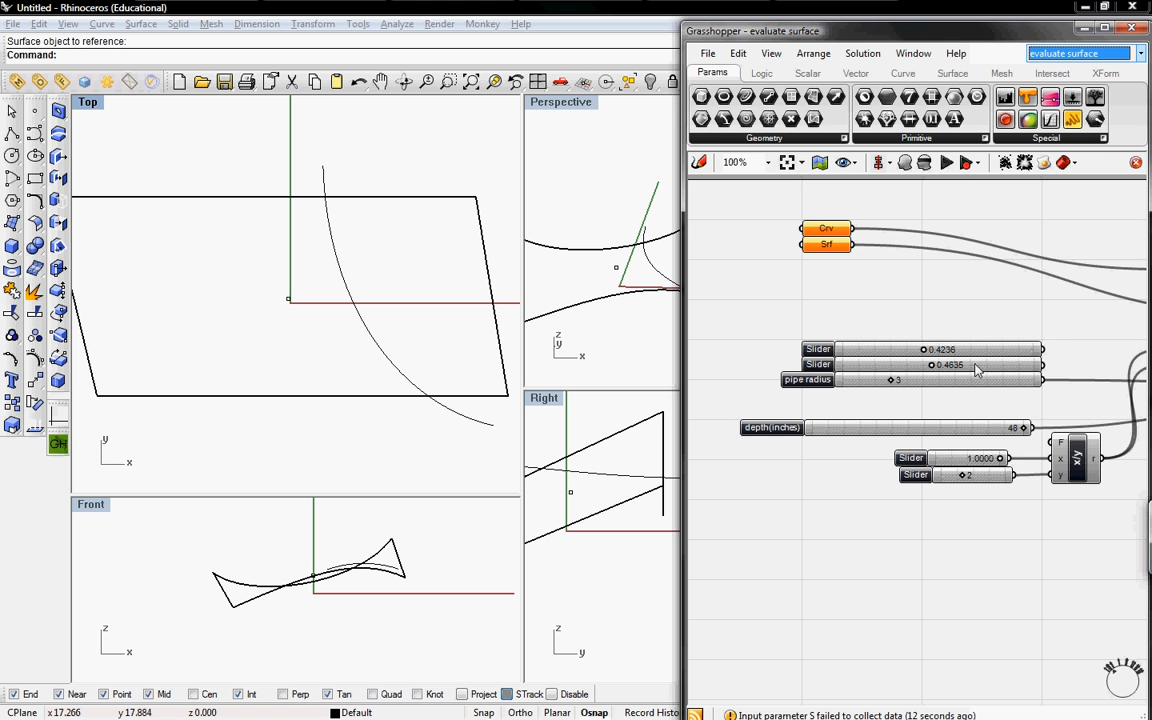 Untitled - Rhinoceros (Educational)
File Edit View Curve Surface Solid Mesh Dimension Transform Tools Analyze Render Monkey Help
Surface object to reference:
Command:
Top
Perspective
Front
Right
y
x
z
y
x
z
x
z
y
GH
End Near Point Mid Cen Int Perp Tan Quad Knot Project STrack Disable
CPlane x 17.266 y 17.884 z 0.000 Default Snap Ortho Planar Osnap Record Histo
Grasshopper - evaluate surface
File Edit View Arrange Solution Window Help evaluate surface
Params Logic Scalar Vector Curve Surface Mesh Intersect XForm
Geometry Primitive Special
100%
Crv
Srf
Slider 0.4236
Slider 0.4635
pipe radius 3
depth(inches) 48
Slider 1.0000
Slider 2
F
x
y
x/y
r
Input parameter S failed to collect data (12 seconds ago)